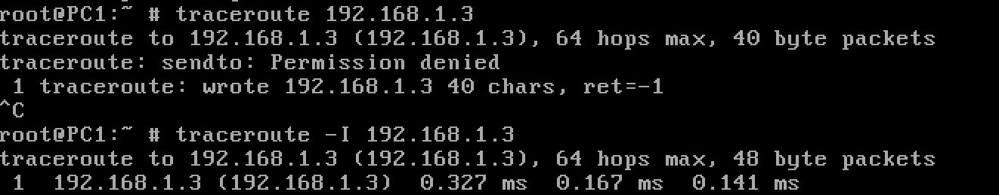 root@PC1:~ # traceroute 192.168.1.3
traceroute to 192.168.1.3 (192.168.1.3), 64 hops max, 40 byte packets
traceroute: sendto: Permission denied
 1 traceroute: wrote 192.168.1.3 40 chars, ret=-1
^C
root@PC1:~ # traceroute -I 192.168.1.3
traceroute to 192.168.1.3 (192.168.1.3), 64 hops max, 48 byte packets
 1  192.168.1.3 (192.168.1.3)  0.327 ms  0.167 ms  0.141 ms